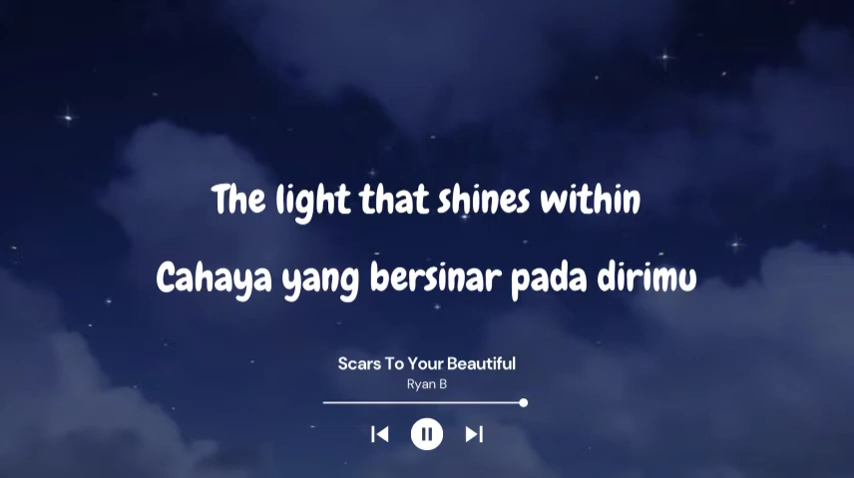 The light that shines within
Cahaya yang bersinar pada dirimu
Scars To Your Beautiful
Ryan B